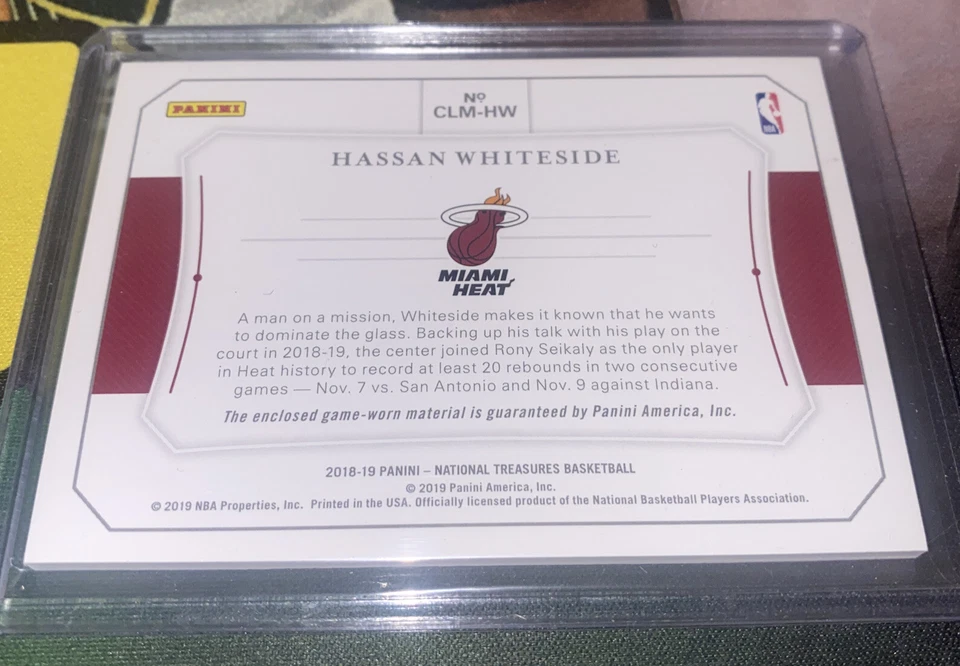 PANINI
Nº
CLM-HW
NBA
HASSAN WHITESIDE
MIAMI
HEAT
A man on a mission, Whiteside makes it known that he wants
to dominate the glass. Backing up his talk with his play on the
court in 2018-19, the center joined Rony Seikaly as the only player
in Heat history to record at least 20 rebounds in two consecutive
games — Nov. 7 vs. San Antonio and Nov. 9 against Indiana.
The enclosed game-worn material is guaranteed by Panini America, Inc.
2018-19 PANINI – NATIONAL TREASURES BASKETBALL
© 2019 Panini America, Inc.
© 2019 NBA Properties, Inc. Printed in the USA. Officially licensed product of the National Basketball Players Association.